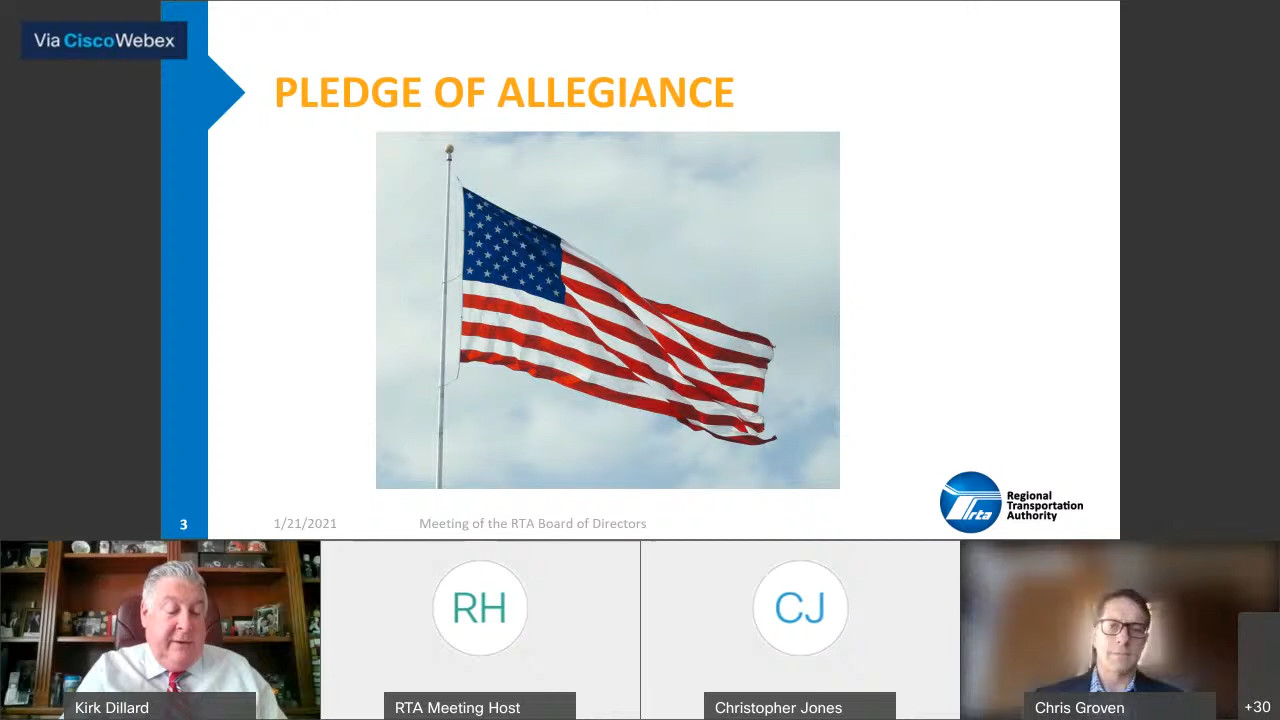 Via CiscoWebex
PLEDGE OF ALLEGIANCE
Regional
Transportation
Authority
rta
3
1/21/2021
Meeting of the RTA Board of Directors
RH
CJ
Kirk Dillard
RTA Meeting Host
Christopher Jones
Chris Groven
+30